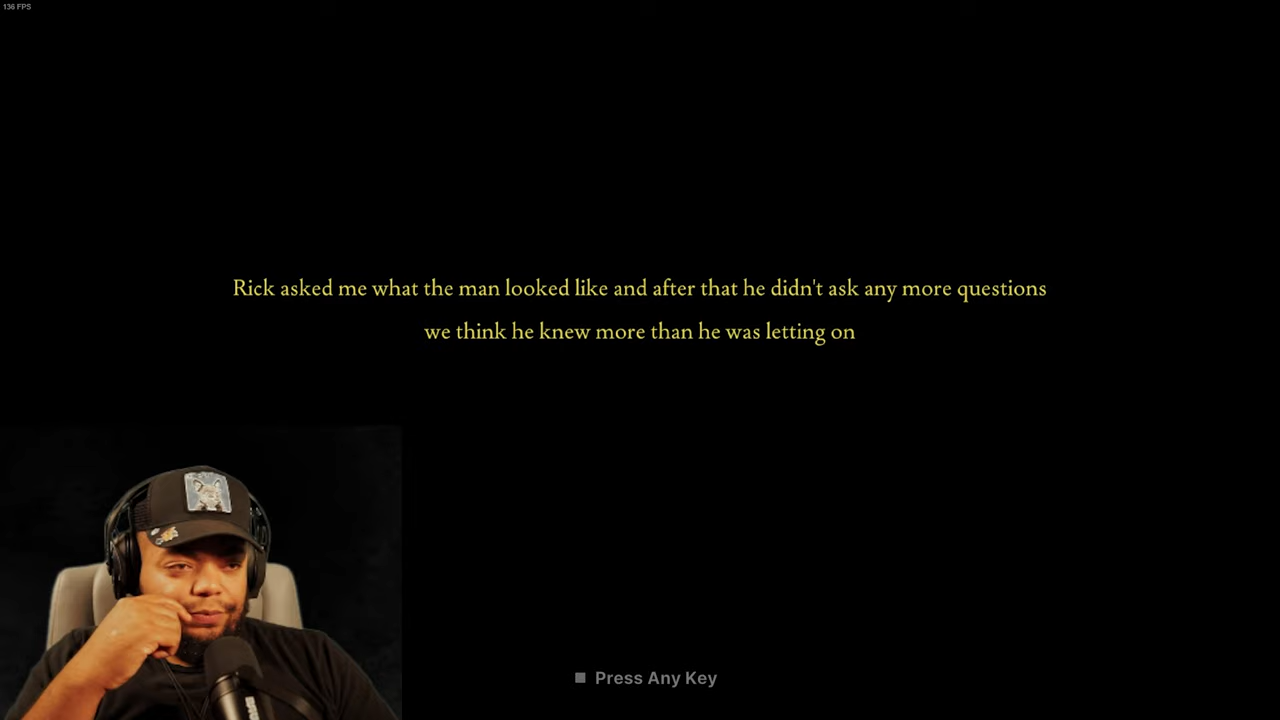 136 FPS
Rick asked me what the man looked like and after that he didn't ask any more questions
we think he knew more than he was letting on
Press Any Key